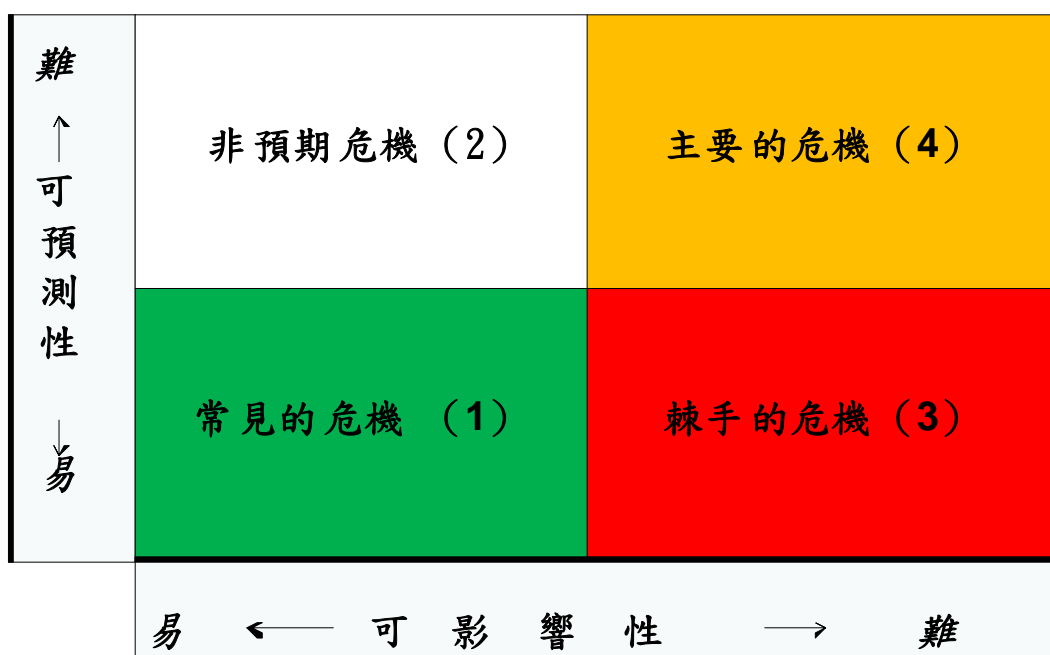 難
↑
可預測性
↓
易
非預期危機（2）
主要的危機（4）
常見的危機 （1）
棘手的危機（3）
易 ← 可影響性 → 難